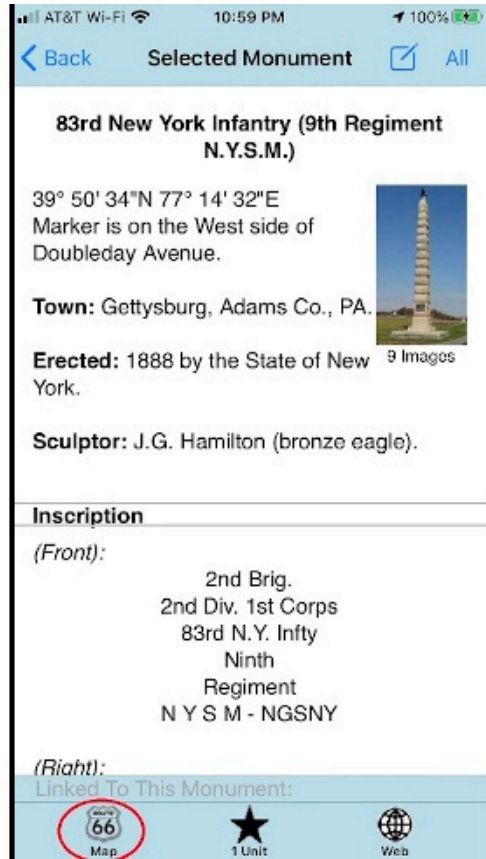 AT&T Wi-Fi 10:59 PM 100%
Back Selected Monument All
83rd New York Infantry (9th Regiment
N.Y.S.M.)
39° 50' 34"N 77° 14' 32"E
Marker is on the West side of
Doubleday Avenue.
Town: Gettysburg, Adams Co., PA.
Erected: 1888 by the State of New
York.
9 Images
Sculptor: J.G. Hamilton (bronze eagle).
Inscription
(Front):
2nd Brig.
2nd Div. 1st Corps
83rd N.Y. Infty
Ninth
Regiment
N Y S M - NGSNY
(Right):
Linked To This Monument:
ROUTE
66
Map 1 Unit Web